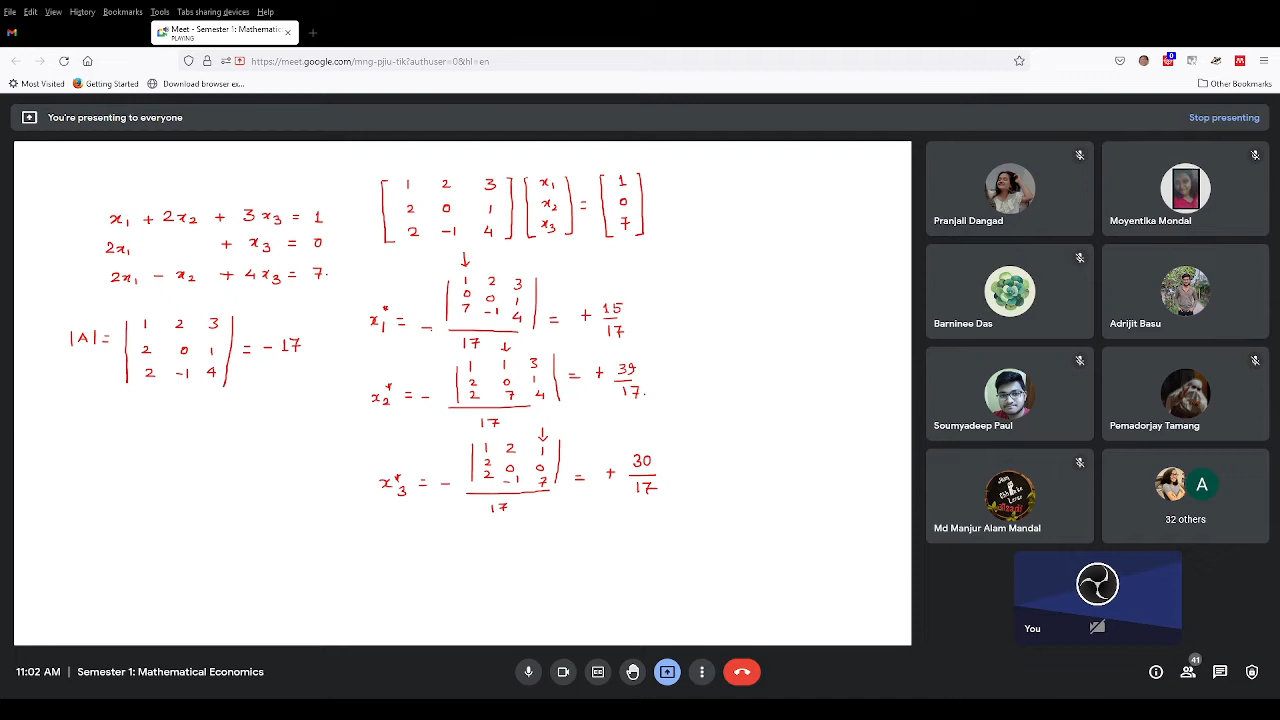 File Edit View History Bookmarks Tools Tabs sharing devices Help
Meet - Semester 1: Mathematic
PLAYING
https://meet.google.com/mng-pjiu-tik?authuser=0&hl=en
0
Most Visited Getting Started Download browser ex... Other Bookmarks
You're presenting to everyone
Stop presenting
x₁ + 2x₂ + 3x₃ = 1
2x₁ + x₃ = 0
2x₁ - x₂ + 4x₃ = 7.
|A| = | 1 2 3 |
| 2 0 1 | = - 17
| 2 -1 4 |
[ 1 2 3 ] [ x₁ ] [ 1 ]
[ 2 0 1 ] [ x₂ ] = [ 0 ]
[ 2 -1 4 ] [ x₃ ] [ 7 ]
↓
| 1 2 3 |
| 0 0 1 |
| 7 -1 4 |
x₁* = - = + 15/17
17
↓
| 1 1 3 |
| 2 0 1 |
| 2 7 4 |
x₂* = - = + 39/17.
17
↓
| 1 2 1 |
| 2 0 0 |
| 2 -1 7 |
x₃* = - = + 30/17
17
Pranjali Dangad
Moyentika Mondal
Barninee Das
Adrijit Basu
Soumyadeep Paul
Pemadorjay Tamang
Md Manjur Alam Mandal
A
32 others
You
11:02 AM Semester 1: Mathematical Economics
41